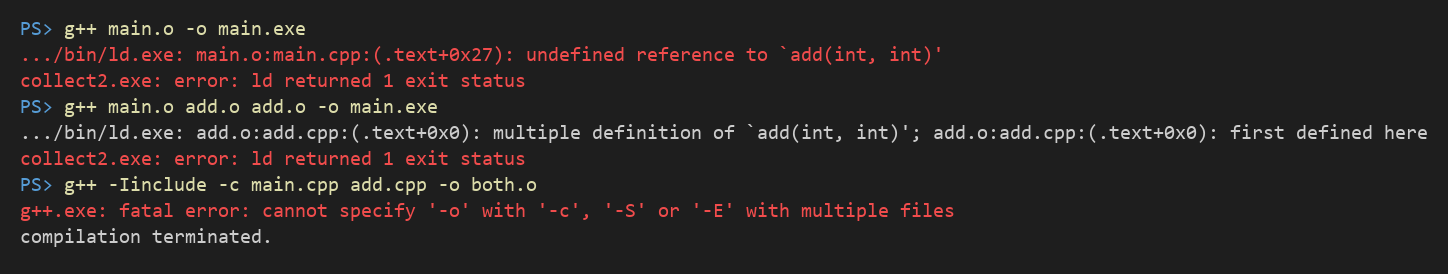 PS> g++ main.o -o main.exe
.../bin/ld.exe: main.o:main.cpp:(.text+0x27): undefined reference to `add(int, int)'
collect2.exe: error: ld returned 1 exit status
PS> g++ main.o add.o add.o -o main.exe
.../bin/ld.exe: add.o:add.cpp:(.text+0x0): multiple definition of `add(int, int)'; add.o:add.cpp:(.text+0x0): first defined here
collect2.exe: error: ld returned 1 exit status
PS> g++ -Iinclude -c main.cpp add.cpp -o both.o
g++.exe: fatal error: cannot specify '-o' with '-c', '-S' or '-E' with multiple files
compilation terminated.